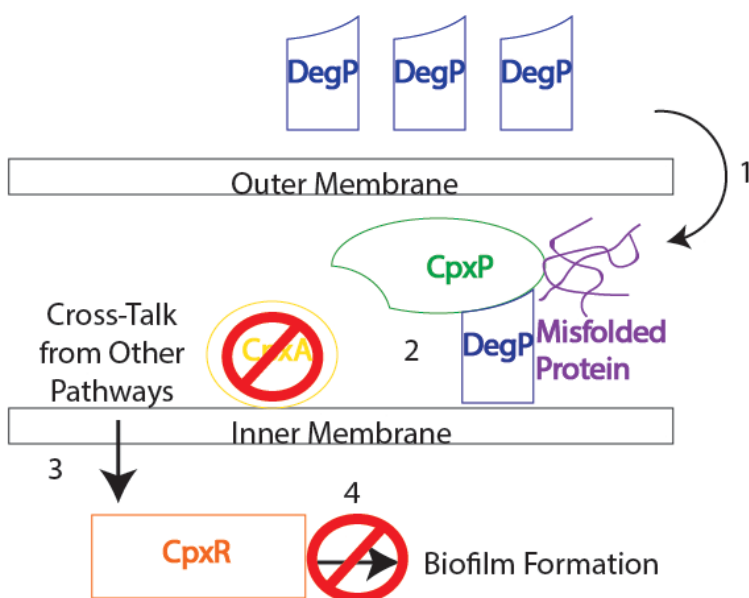 DegP DegP DegP
1
Outer Membrane
CpxP
Cross-Talk
from Other
Pathways
CpxA
2
DegP
Misfolded
Protein
Inner Membrane
3
4
CpxR
Biofilm Formation